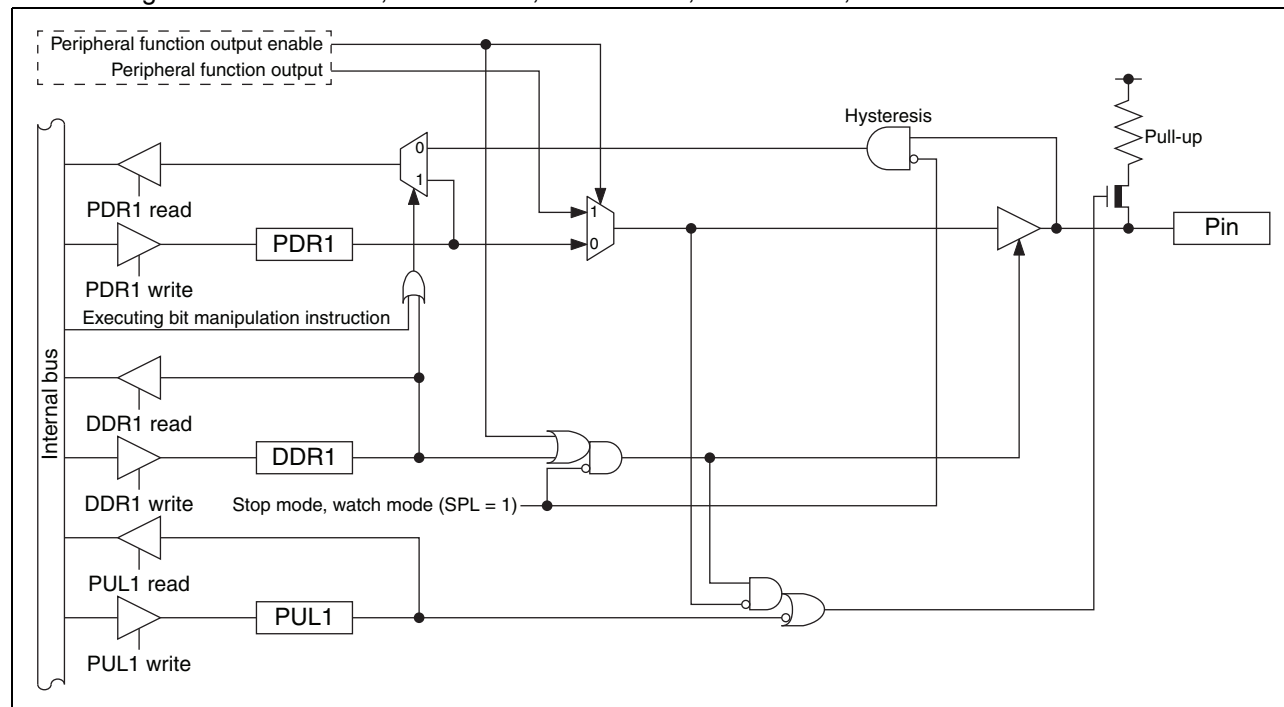 Peripheral function output enable
Peripheral function output
Hysteresis
Pull-up
0
1
PDR1 read
1
PDR1
0
Pin
PDR1 write
Executing bit manipulation instruction
Internal bus
DDR1 read
DDR1
DDR1 write
Stop mode, watch mode (SPL = 1)
PUL1 read
PUL1
PUL1 write